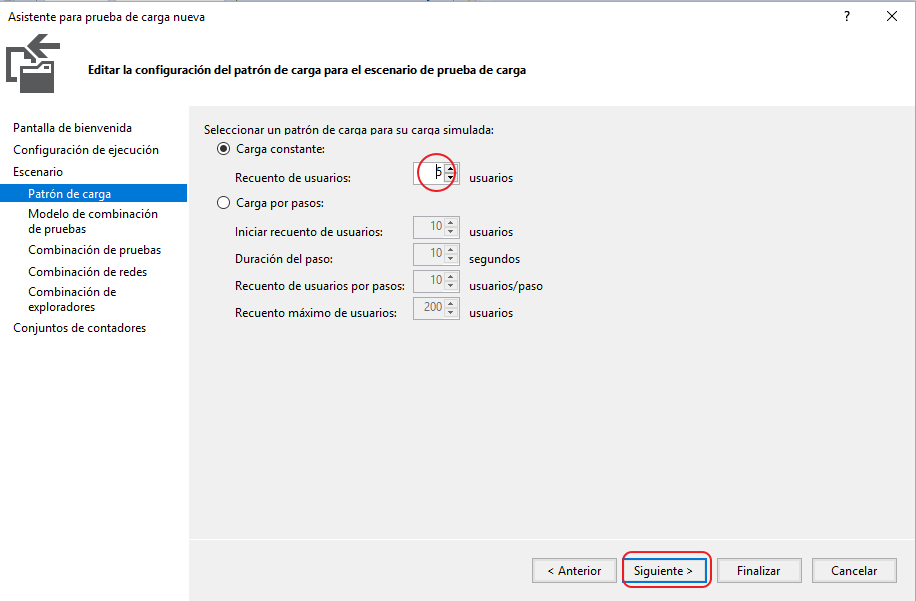 Asistente para prueba de carga nueva
?
Editar la configuración del patrón de carga para el escenario de prueba de carga
Pantalla de bienvenida
Configuración de ejecución
Escenario
Patrón de carga
Modelo de combinación
de pruebas
Combinación de pruebas
Combinación de redes
Combinación de
exploradores
Conjuntos de contadores
Seleccionar un patrón de carga para su carga simulada:
Carga constante:
Recuento de usuarios: 5 usuarios
Carga por pasos:
Iniciar recuento de usuarios: 10 usuarios
Duración del paso: 10 segundos
Recuento de usuarios por pasos: 10 usuarios/paso
Recuento máximo de usuarios: 200 usuarios
< Anterior Siguiente > Finalizar Cancelar